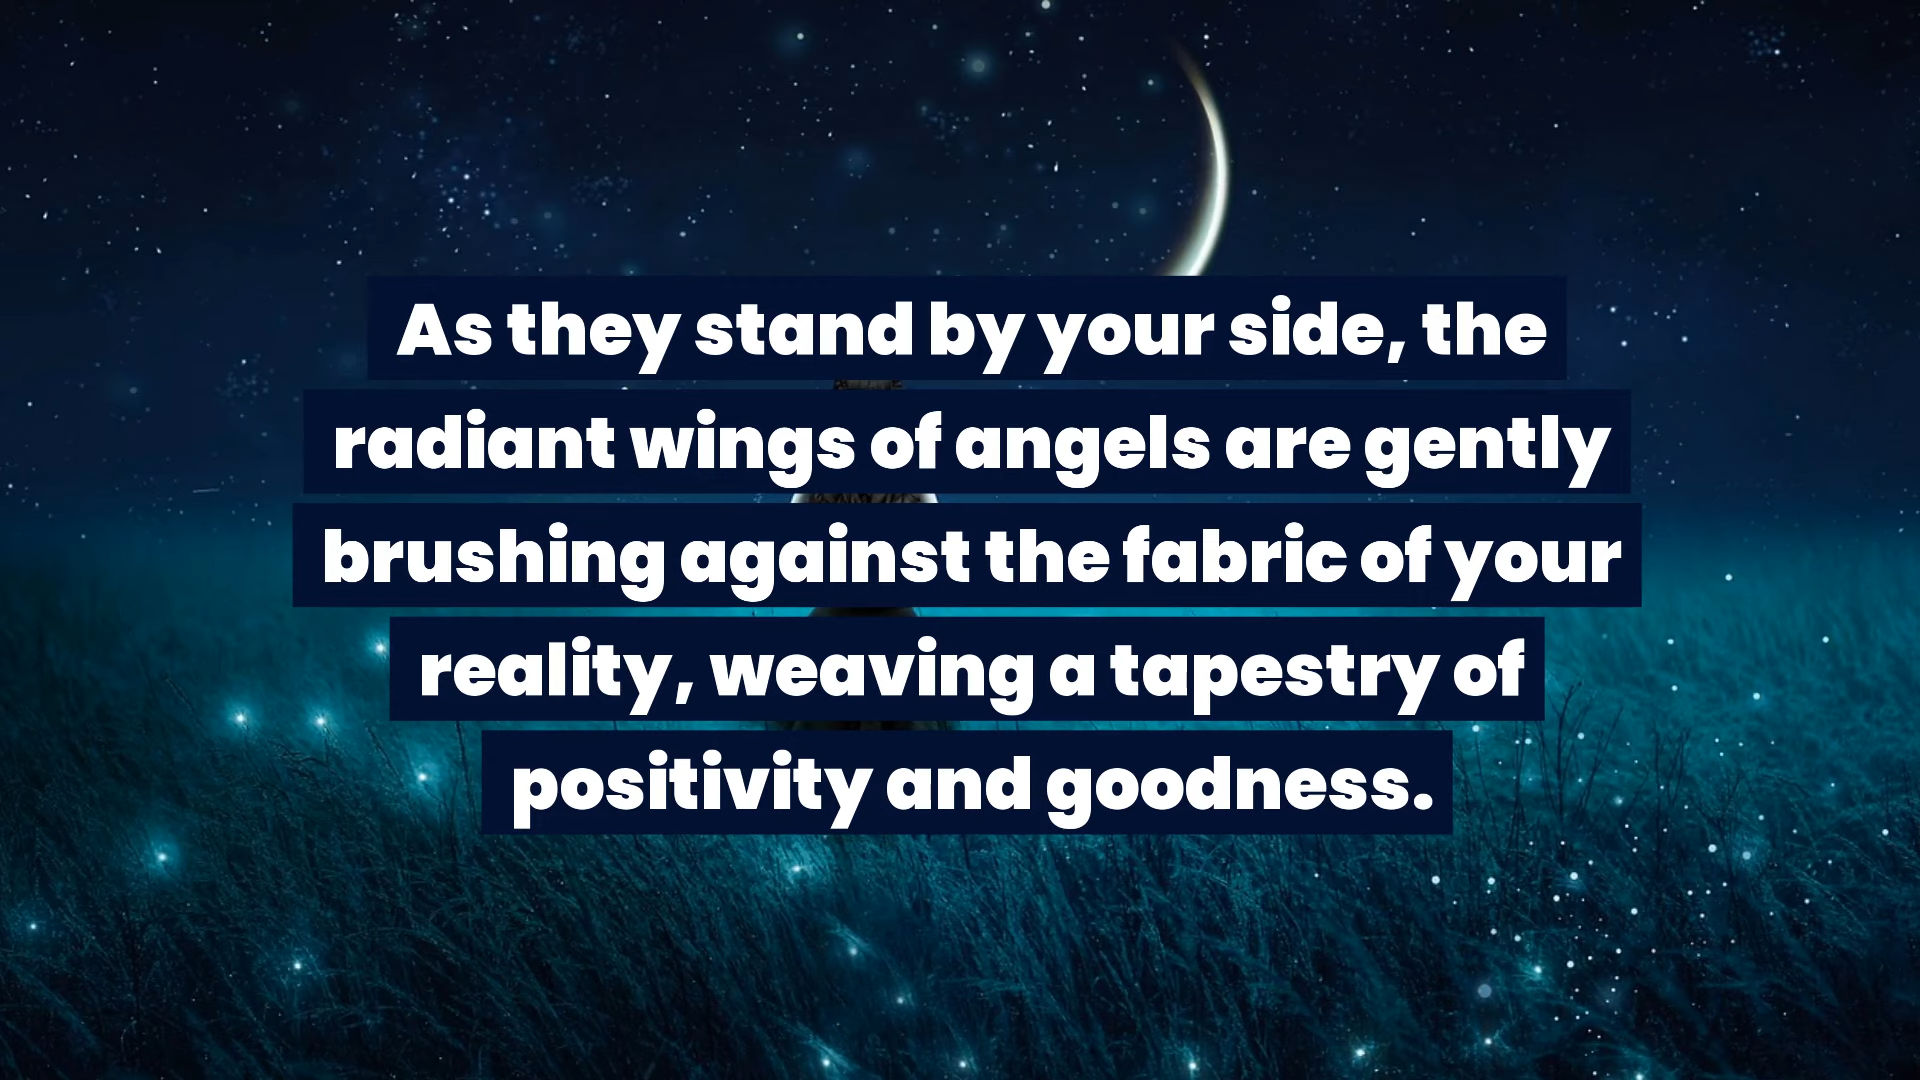 As they stand by your side, the
radiant wings of angels are gently
brushing against the fabric of your
reality, weaving a tapestry of
positivity and goodness.